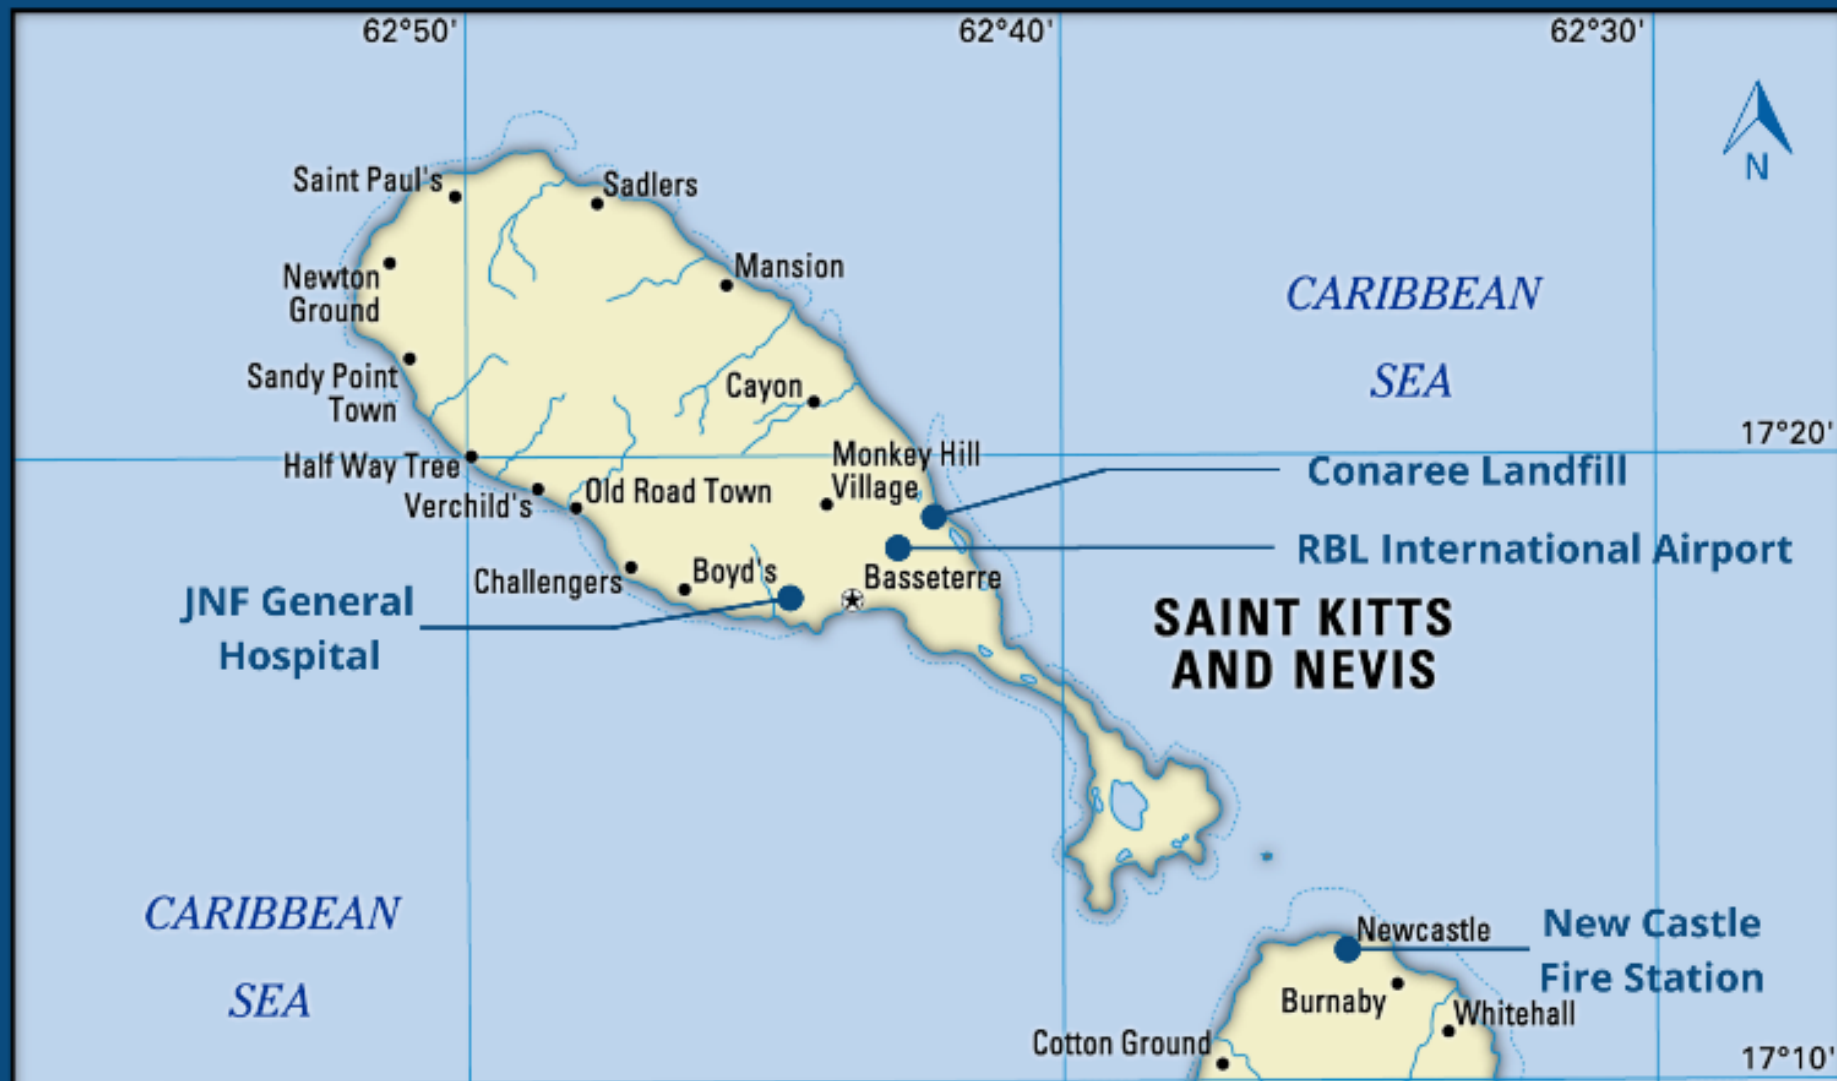 62°50'
62°40'
62°30'
N
Saint Paul's
Sadlers
Newton
Ground
Mansion
CARIBBEAN
SEA
Sandy Point
Town
Cayon
17°20'
Half Way Tree
Monkey Hill
Village
Conaree Landfill
Verchild's
Old Road Town
RBL International Airport
Challengers
Boyd's
Basseterre
JNF General
Hospital
SAINT KITTS
AND NEVIS
CARIBBEAN
SEA
Newcastle
New Castle
Fire Station
Burnaby
Whitehall
Cotton Ground
17°10'